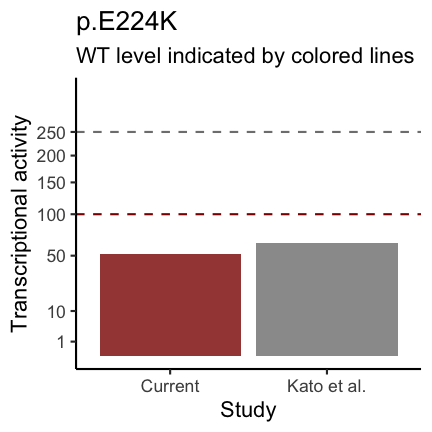 p.E224K
WT level indicated by colored lines
Transcriptional activity
250
200
150
100
50
10
1
Current
Kato et al.
Study